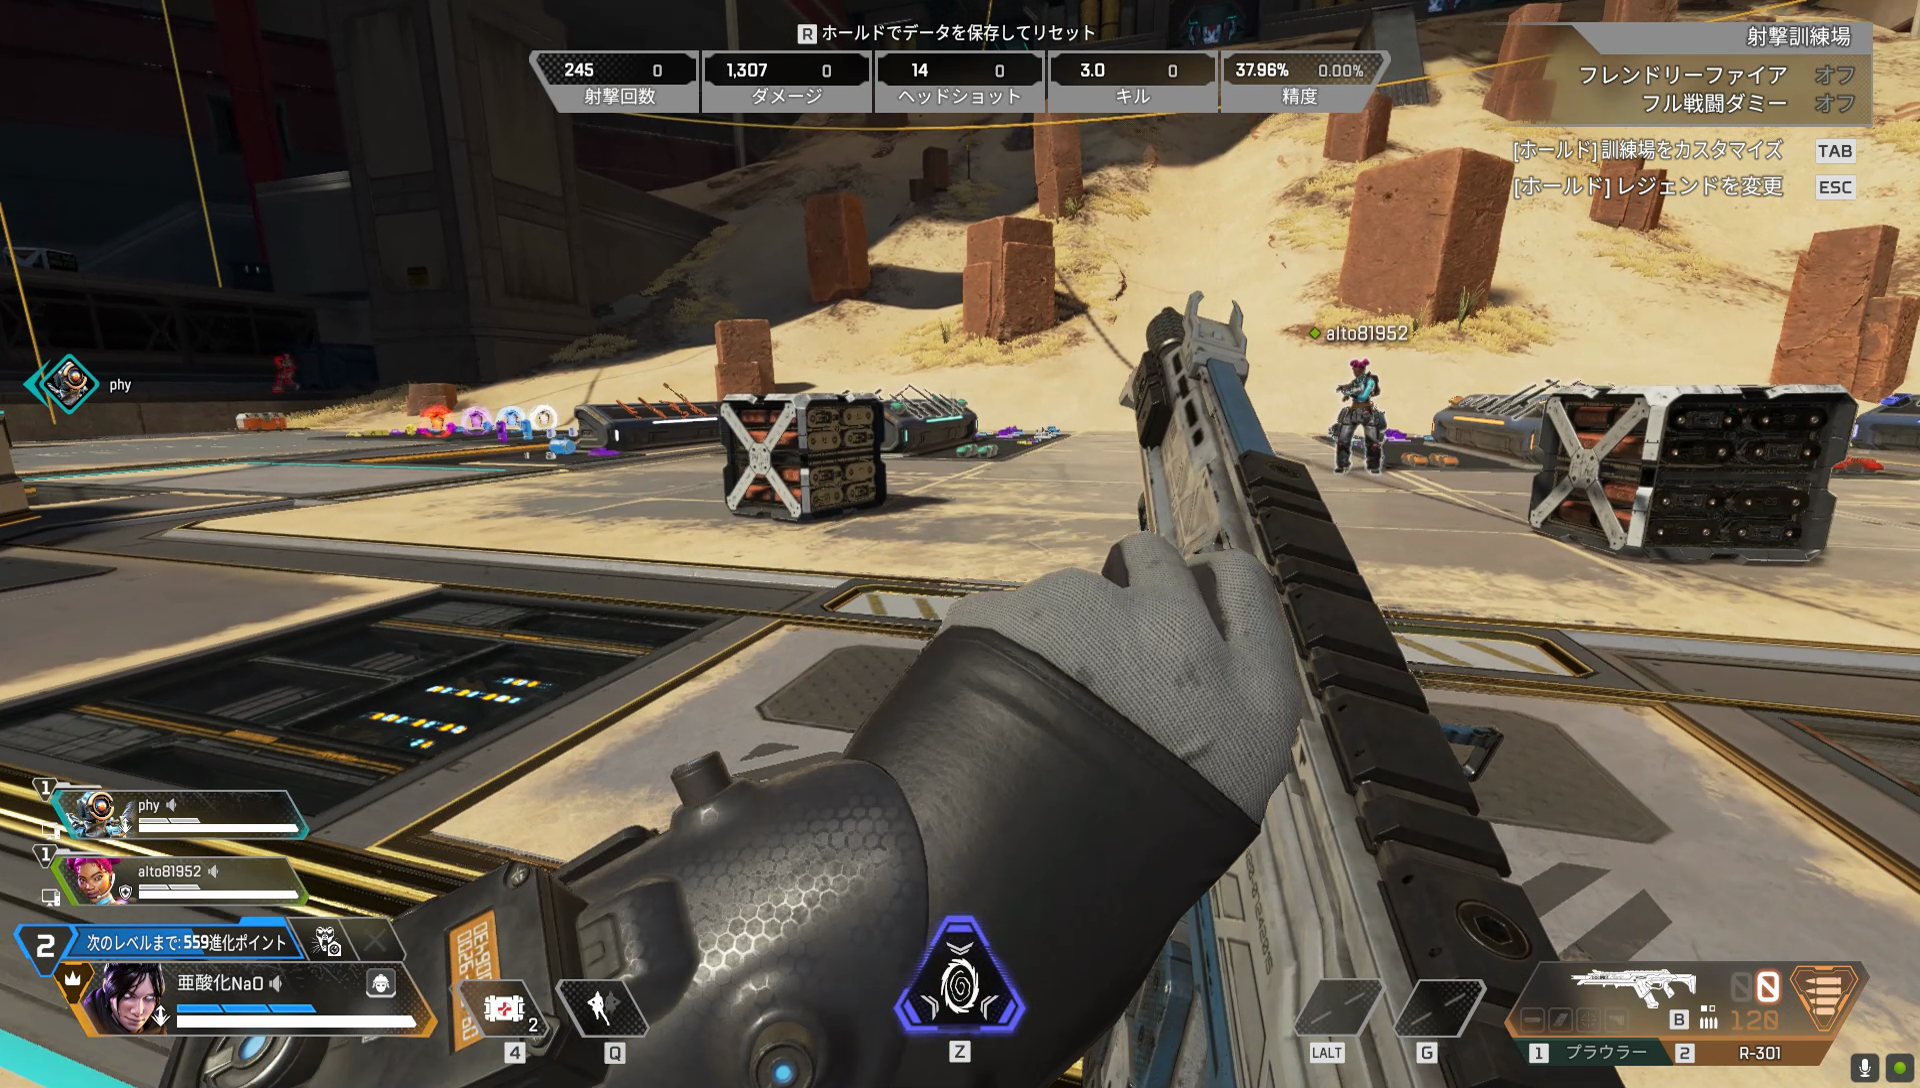 R ホールドでデータを保存してリセット
245 0 1,307 0 14 0 3.0 0 37.96% 0.00%
射撃回数 ダメージ ヘッドショット キル 精度
射撃訓練場
フレンドリーファイア オフ
フル戦闘ダミー オフ
[ホールド]訓練場をカスタマイズ TAB
[ホールド]レジェンドを変更 ESC
alto81952
phy
1
phy
1
alto81952
2 次のレベルまで:559進化ポイント
亜酸化NaO
2
4 Q Z LALT G
00
B 120
1 プラウラー 2 R-301